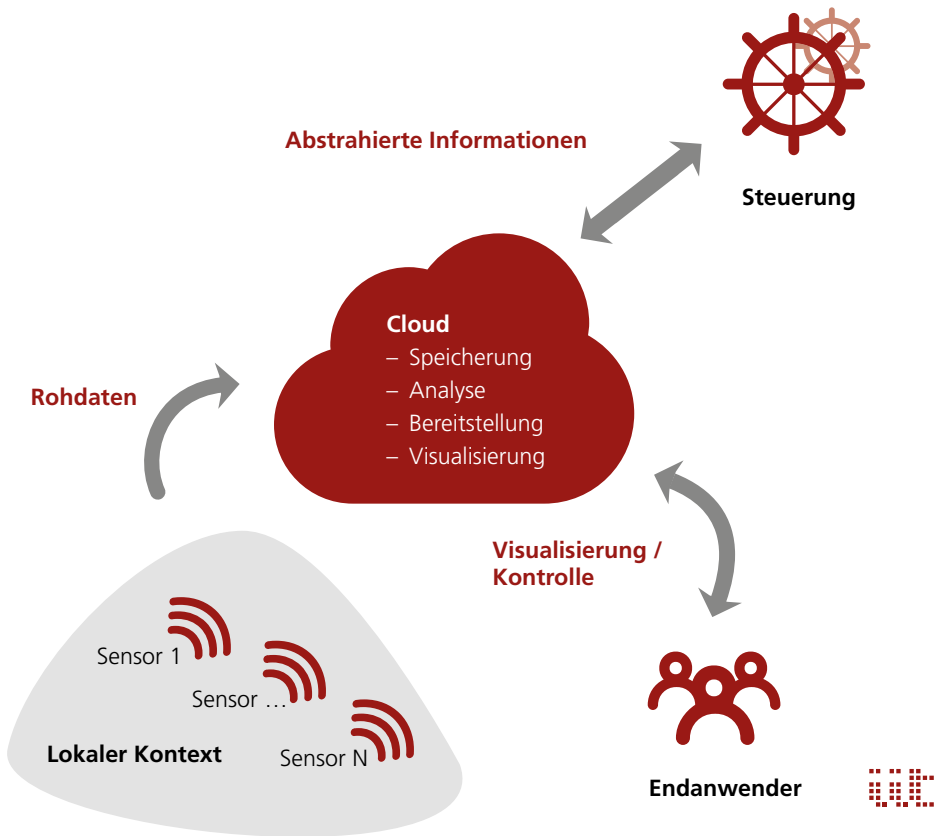 Abstrahierte Informationen
Steuerung
Cloud
– Speicherung
– Analyse
– Bereitstellung
– Visualisierung
Rohdaten
Visualisierung /
Kontrolle
Sensor 1
Sensor ...
Sensor N
Lokaler Kontext
Endanwender